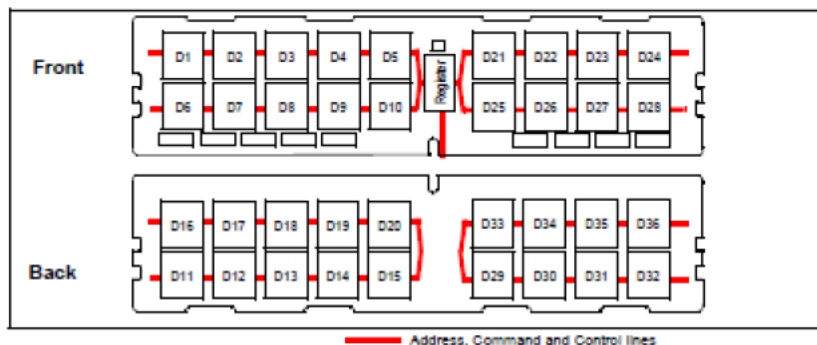 D1 D2 D3 D4 D5 D21 D22 D23 D24
Front
Register
D6 D7 D8 D9 D10 D25 D26 D27 D28
D16 D17 D18 D19 D20 D33 D34 D35 D36
Back
D11 D12 D13 D14 D15 D29 D30 D31 D32
Address, Command and Control lines